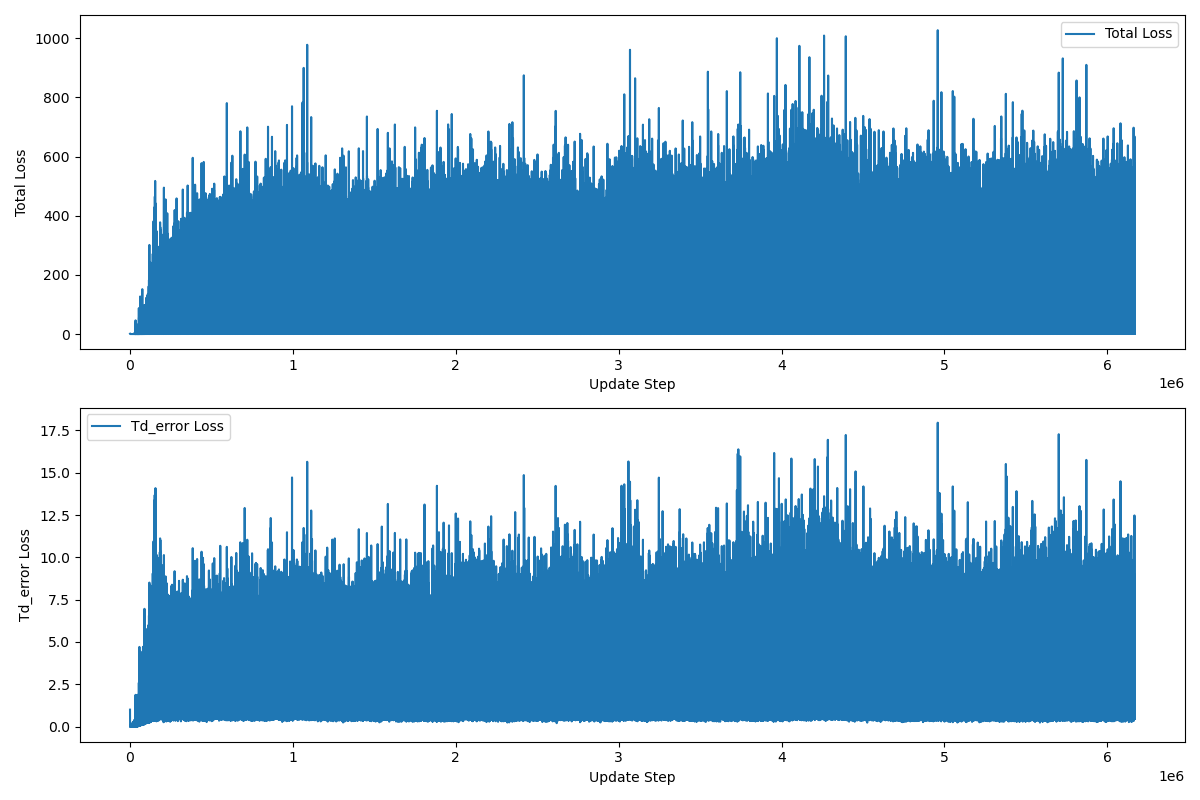 Total Loss
1000
800
600
400
200
0
Total Loss
0 1 2 3 4 5 6
1e6
Update Step
Td_error Loss
17.5
15.0
12.5
10.0
7.5
5.0
2.5
0.0
Td_error Loss
0 1 2 3 4 5 6
1e6
Update Step